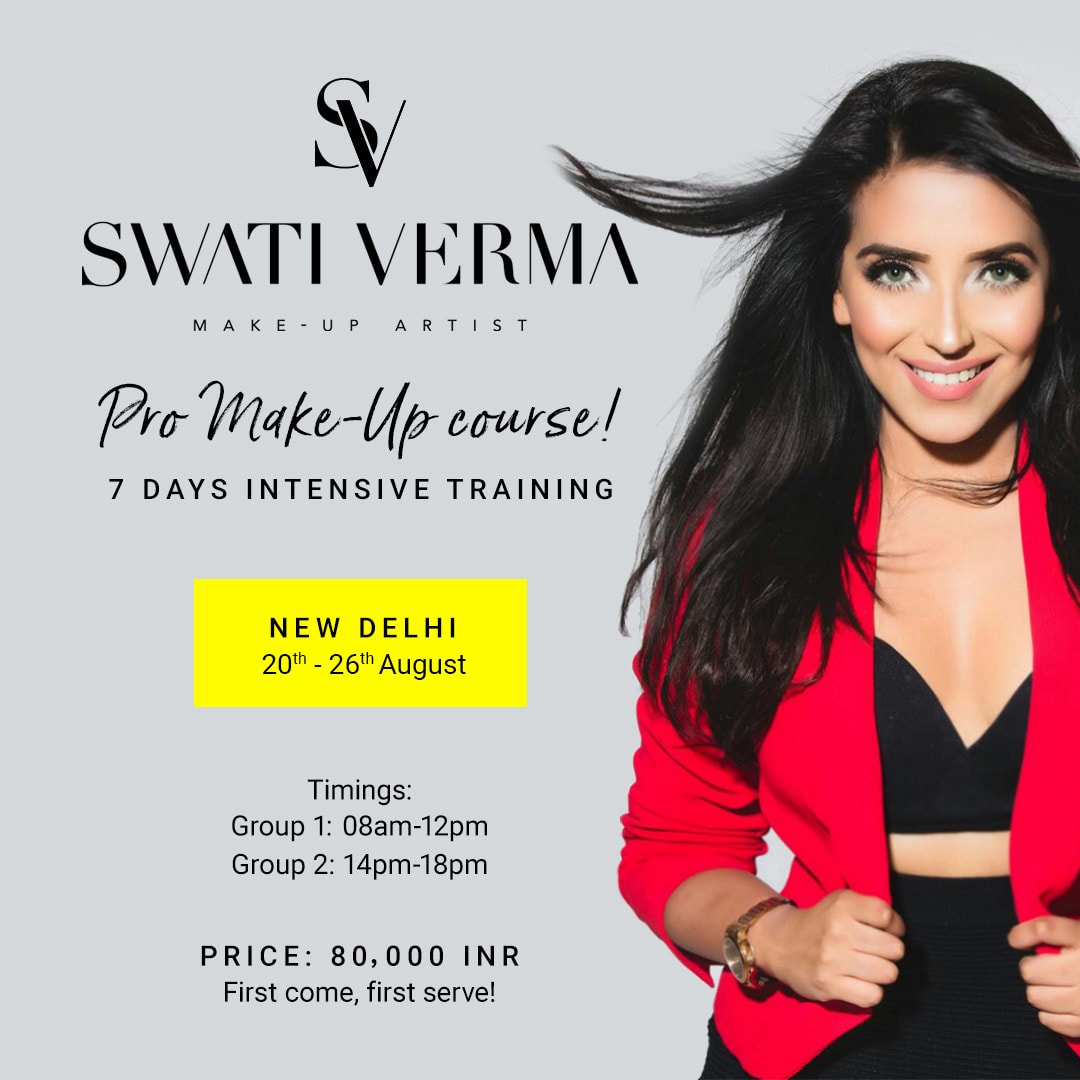 SV
SWATI VERMA
MAKE-UP ARTIST
Pro Make-Up course!
7 DAYS INTENSIVE TRAINING
NEW DELHI
20th - 26th August
Timings:
Group 1: 08am-12pm
Group 2: 14pm-18pm
PRICE: 80,000 INR
First come, first serve!